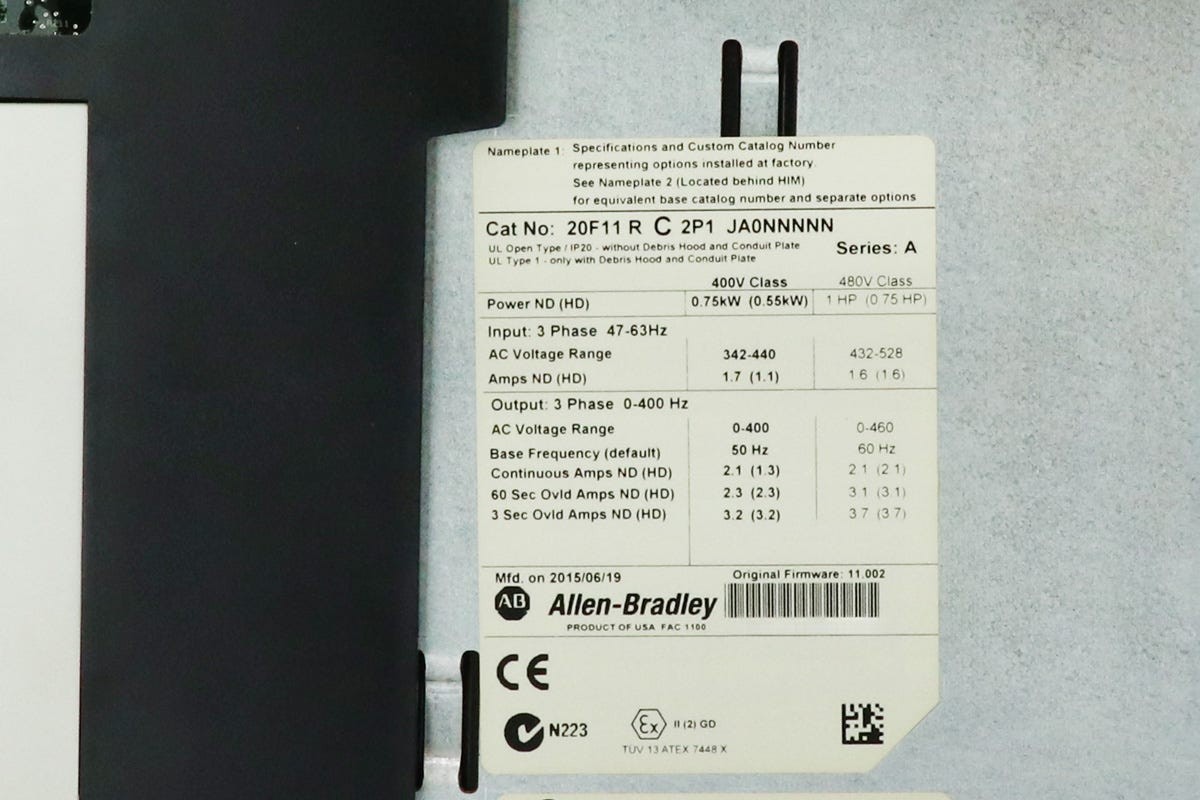 Nameplate 1: Specifications and Custom Catalog Number
representing options installed at factory.
See Nameplate 2 (Located behind HIM)
for equivalent base catalog number and separate options
Cat No: 20F11 R C 2P1 JA0NNNNN
UL Open Type / IP20 - without Debris Hood and Conduit Plate
UL Type 1 - only with Debris Hood and Conduit Plate
Series: A
400V Class 480V Class
Power ND (HD) 0.75kW (0.55kW) 1 HP (0.75 HP)
Input: 3 Phase 47-63Hz
AC Voltage Range 342-440 432-528
Amps ND (HD) 1.7 (1.1) 1.6 (1.6)
Output: 3 Phase 0-400 Hz
AC Voltage Range 0-400 0-460
Base Frequency (default) 50 Hz 60 Hz
Continuous Amps ND (HD) 2.1 (1.3) 2.1 (2.1)
60 Sec Ovld Amps ND (HD) 2.3 (2.3) 3.1 (3.1)
3 Sec Ovld Amps ND (HD) 3.2 (3.2) 3.7 (3.7)
Mfd. on 2015/06/19 Original Firmware: 11.002
AB Allen-Bradley
PRODUCT OF USA FAC 1100
CE
N223 Ex II (2) GD
TÜV 13 ATEX 7448 X